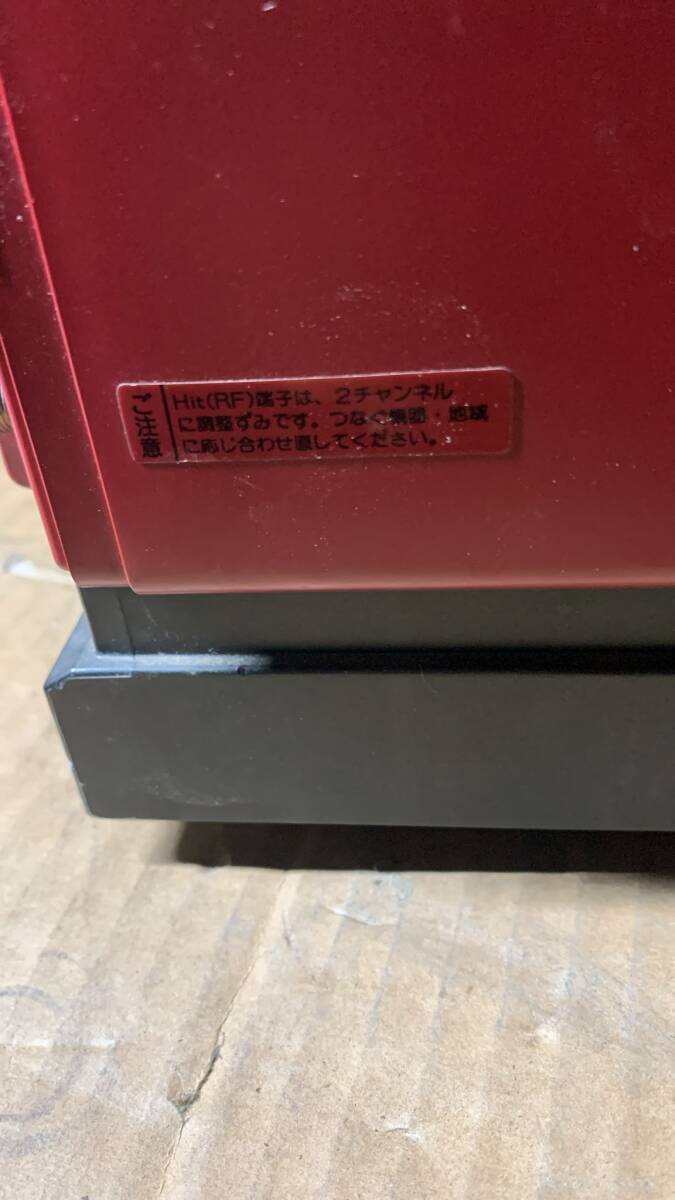 ご注意
Hit(RF)端子は、2チャンネル
に調整ずみです。つなぐ機器・地域
に応じ合わせ直してください。